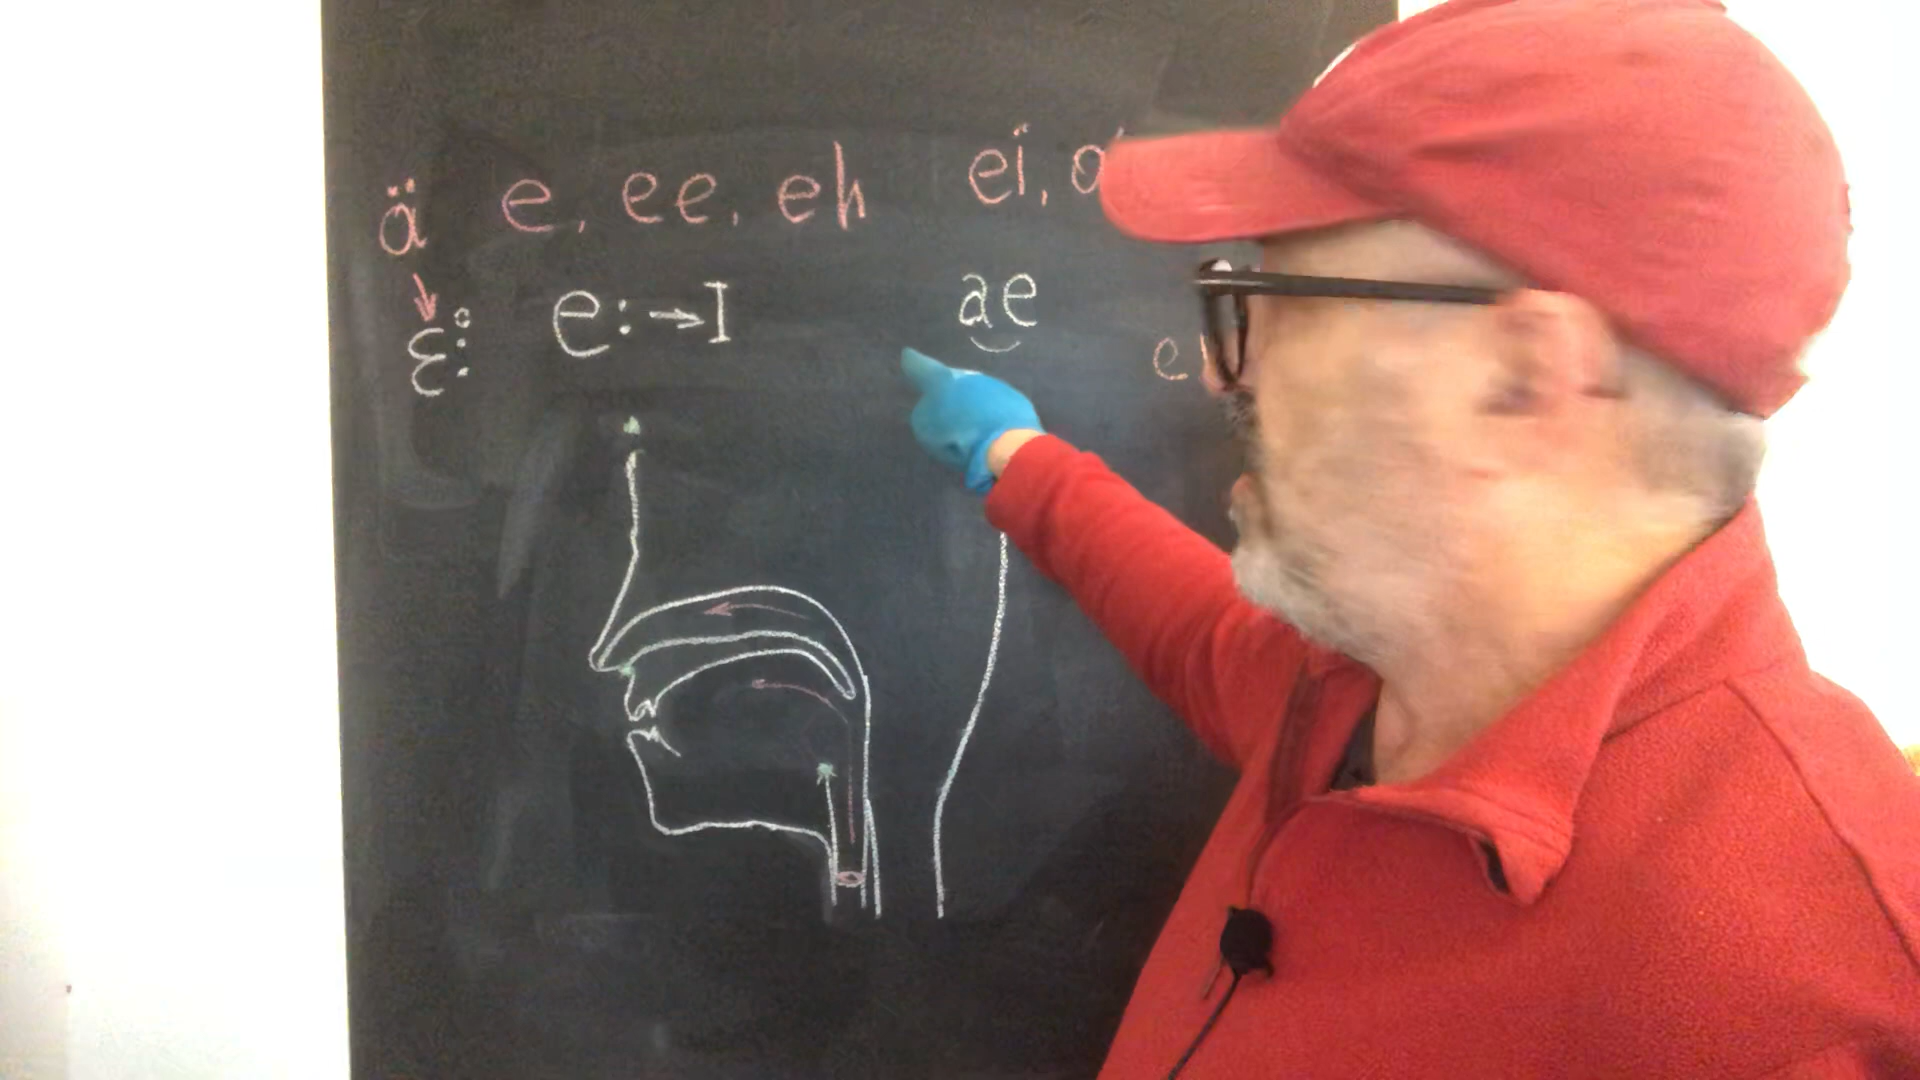 ä e, ee, eh ei,
ɛ: e:→I ae
e